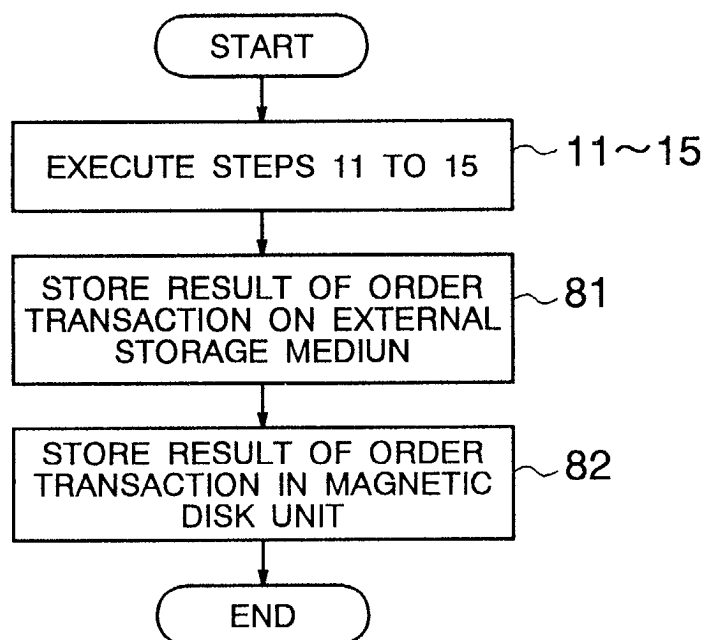 START
EXECUTE STEPS 11 TO 15
11~15
STORE RESULT OF ORDER
TRANSACTION ON EXTERNAL
STORAGE MEDIUN
81
STORE RESULT OF ORDER
TRANSACTION IN MAGNETIC
DISK UNIT
82
END